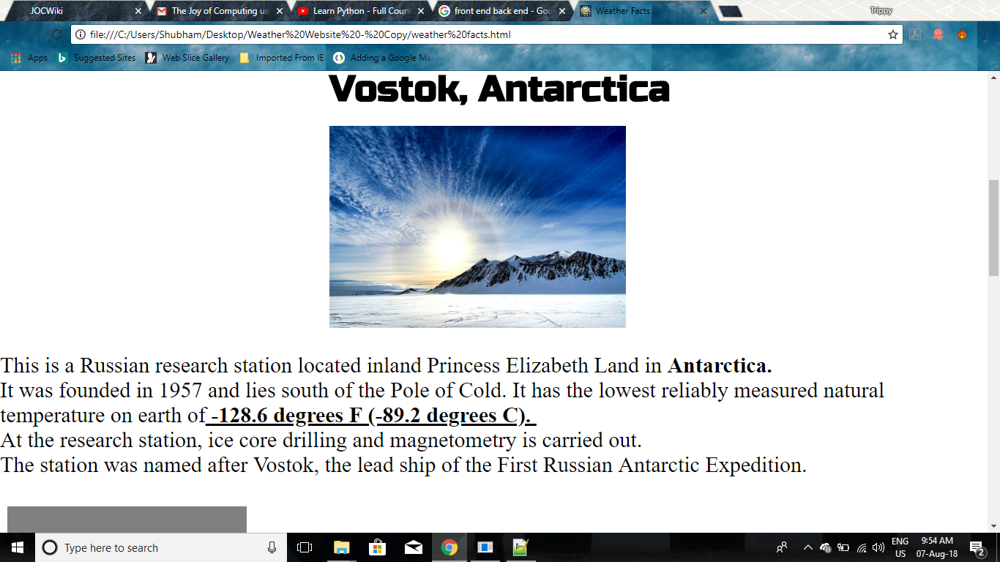 JOCWiki
The Joy of Computing us
Learn Python - Full Cours
front end back end - Goo
Weather Facts
Trippy
file:///C:/Users/Shubham/Desktop/Weather%20Website%20-%20Copy/weather%20facts.html
Apps
Suggested Sites
Web Slice Gallery
Imported From IE
Adding a Google Ma
Vostok, Antarctica
This is a Russian research station located inland Princess Elizabeth Land in Antarctica.
It was founded in 1957 and lies south of the Pole of Cold. It has the lowest reliably measured natural
temperature on earth of -128.6 degrees F (-89.2 degrees C).
At the research station, ice core drilling and magnetometry is carried out.
The station was named after Vostok, the lead ship of the First Russian Antarctic Expedition.
Type here to search
ENG
US
9:54 AM
07-Aug-18
2